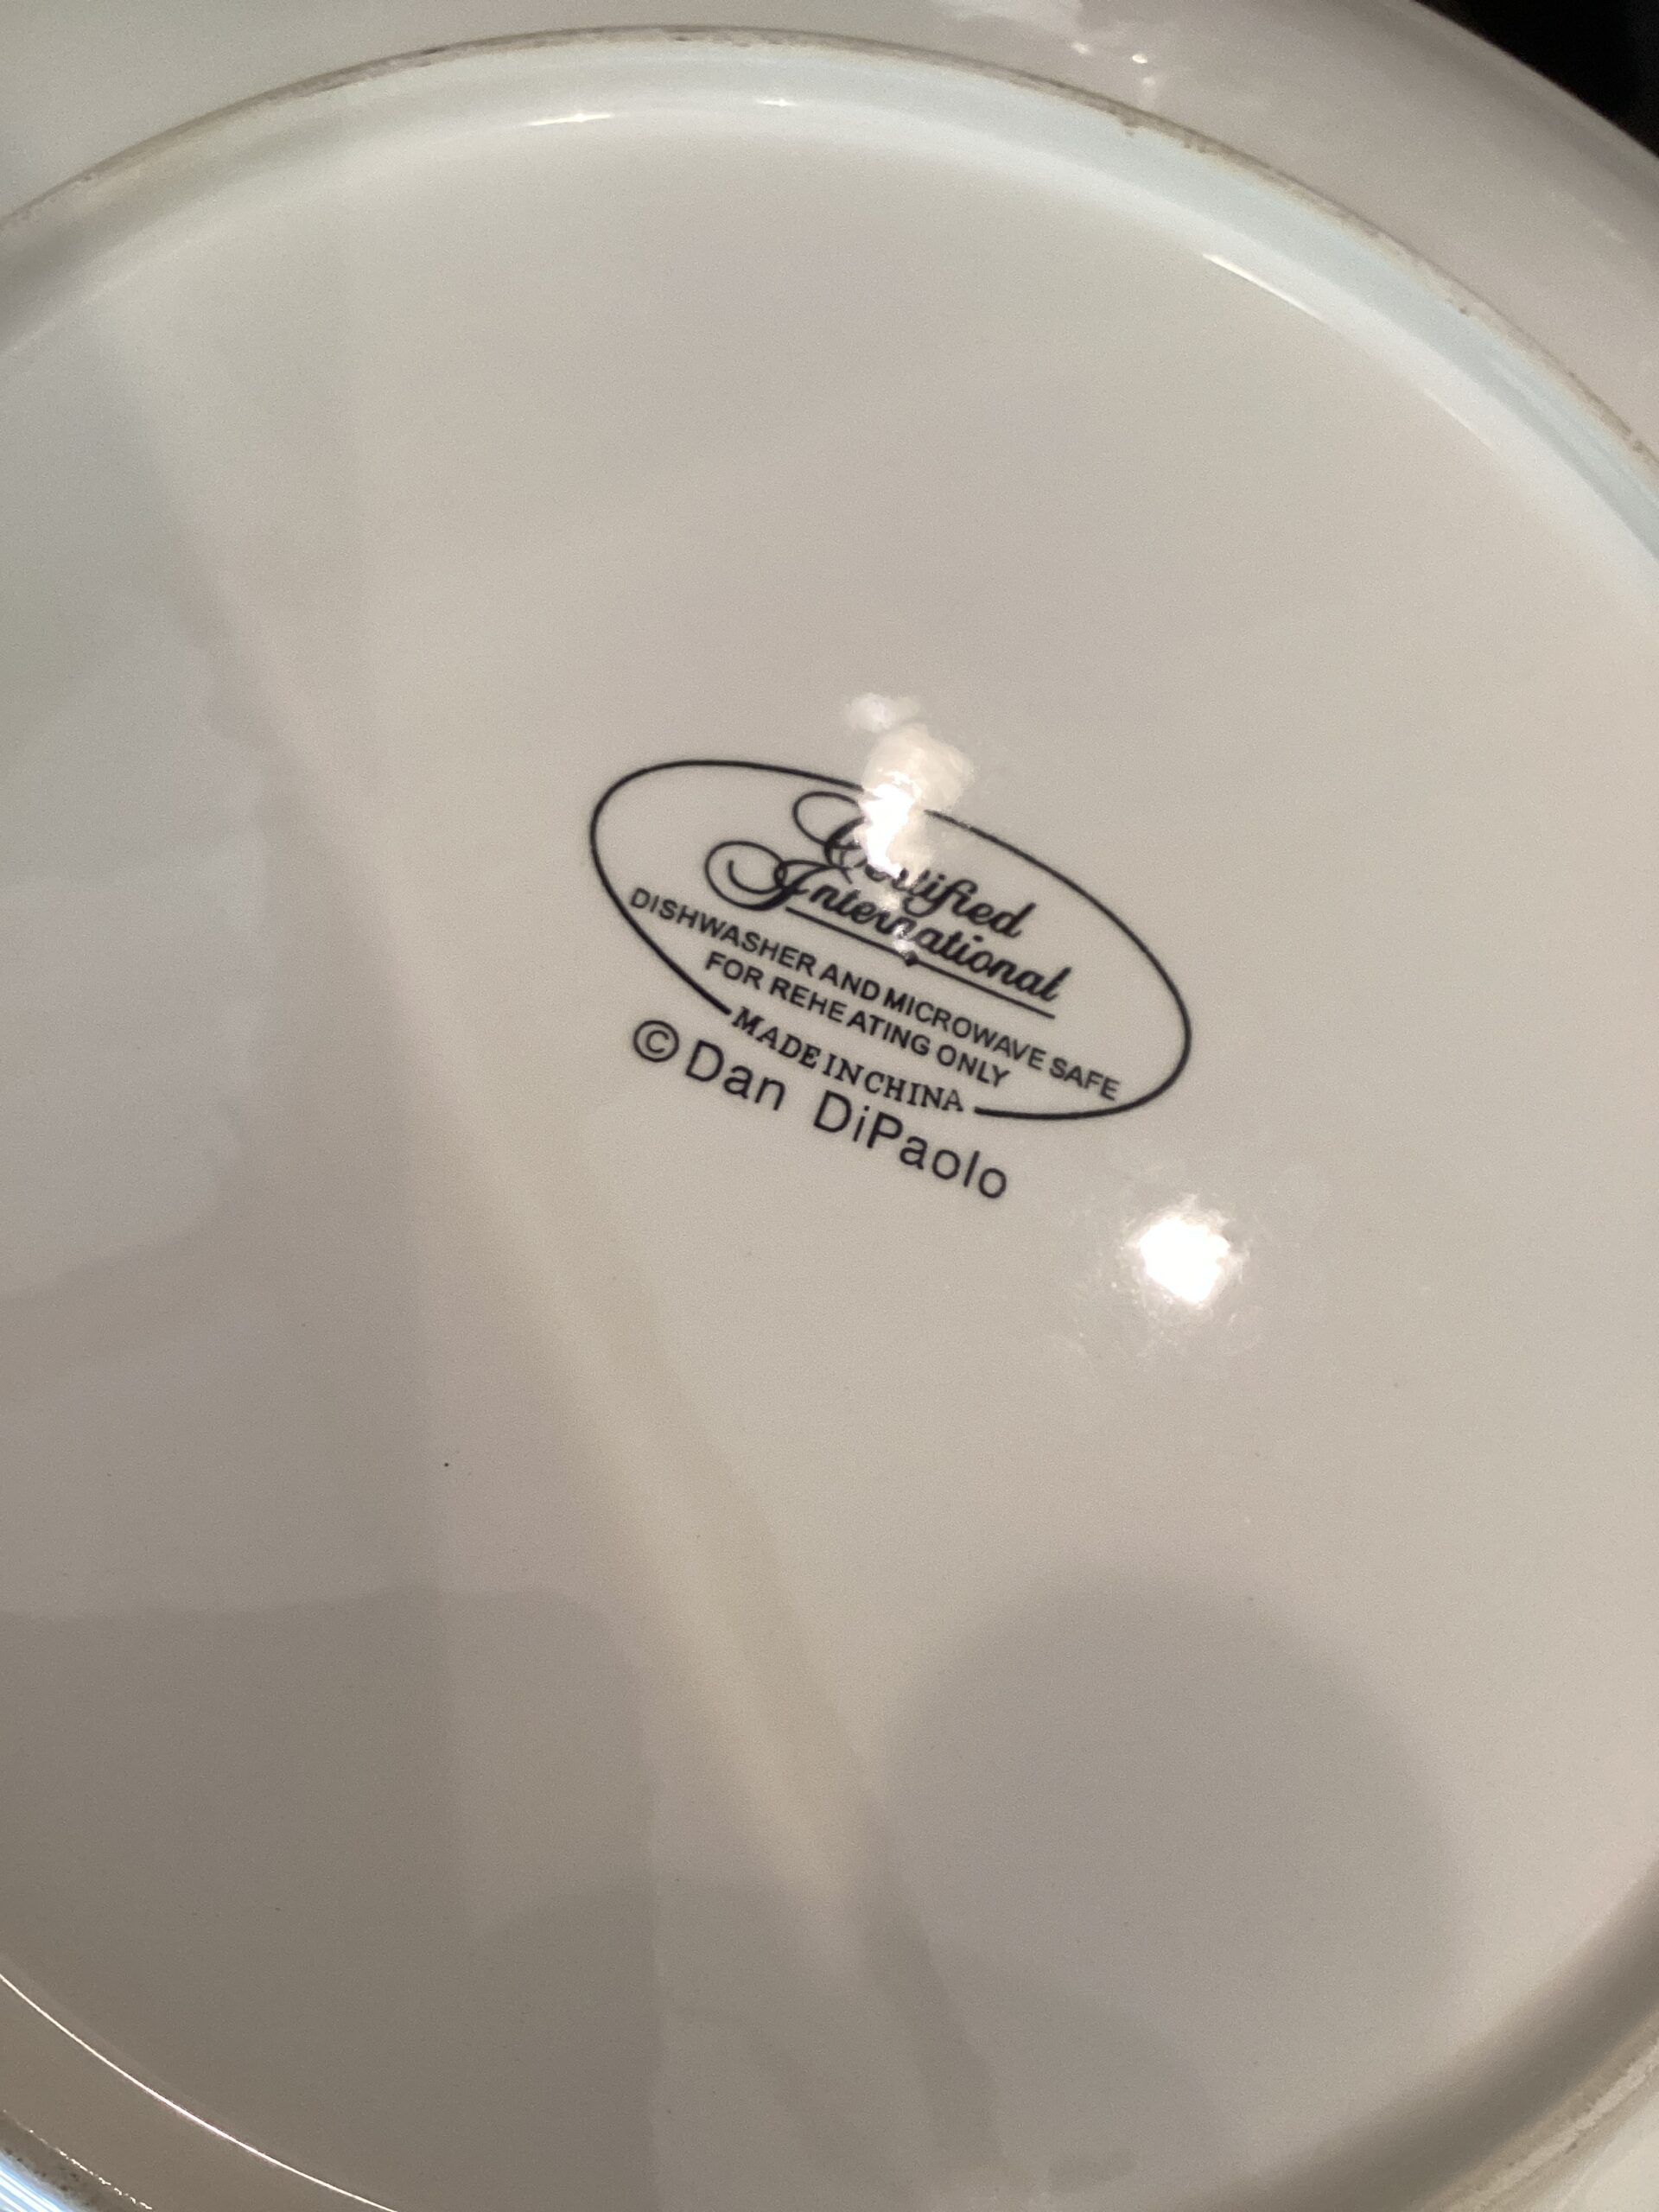 Certified
International
DISHWASHER AND MICROWAVE SAFE
FOR REHEATING ONLY
MADE IN CHINA
©Dan DiPaolo